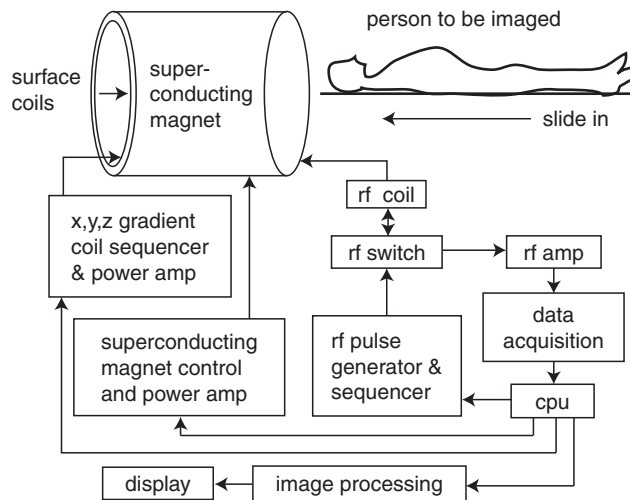 person to be imaged
surface
coils
super-
conducting
magnet
slide in
rf coil
x,y,z gradient
coil sequencer
& power amp
rf switch
rf amp
superconducting
magnet control
and power amp
rf pulse
generator &
sequencer
data
acquisition
cpu
display
image processing